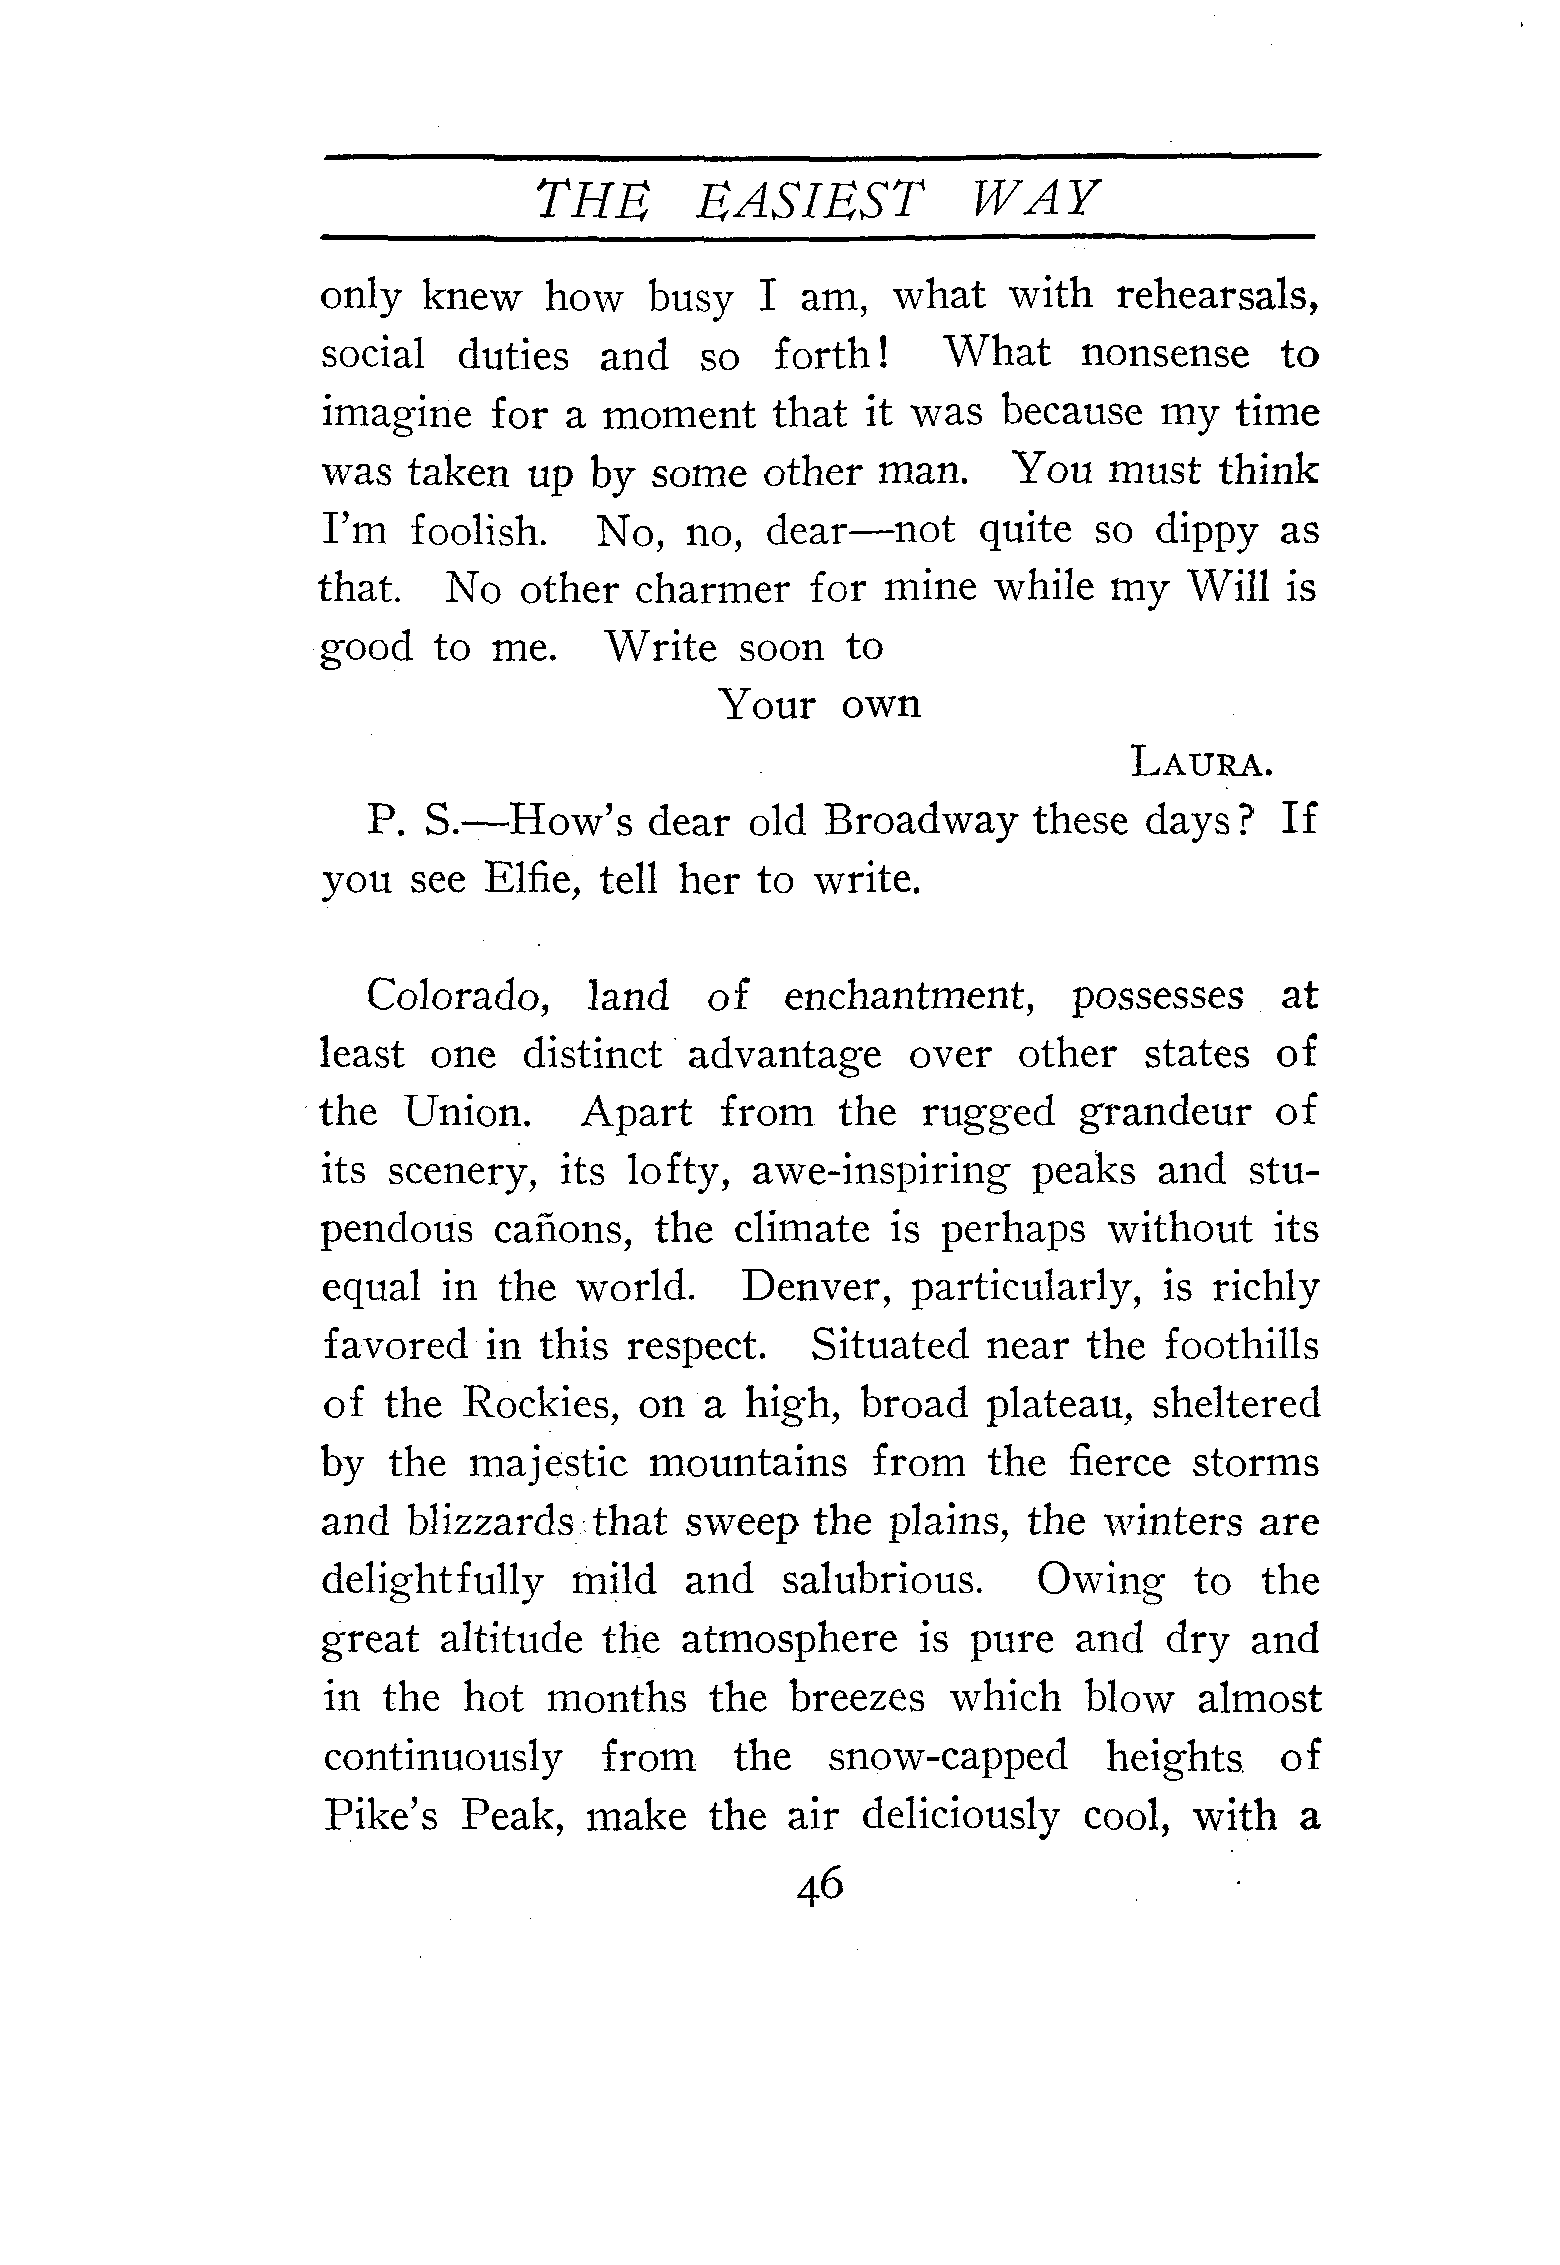 THE EASIEST WAY
only knew how busy I am, what with rehearsals,
social duties and so forth! What nonsense to
imagine for a moment that it was because my time
was taken up by some other man. You must think
I'm foolish. No, no, dear—not quite so dippy as
that. No other charmer for mine while my Will is
good to me. Write soon to
Your own
LAURA.
P. S.—How's dear old Broadway these days? If
you see Elfie, tell her to write.
Colorado, land of enchantment, possesses at
least one distinct advantage over other states of
the Union. Apart from the rugged grandeur of
its scenery, its lofty, awe-inspiring peaks and stu-
pendous cañons, the climate is perhaps without its
equal in the world. Denver, particularly, is richly
favored in this respect. Situated near the foothills
of the Rockies, on a high, broad plateau, sheltered
by the majestic mountains from the fierce storms
and blizzards that sweep the plains, the winters are
delightfully mild and salubrious. Owing to the
great altitude the atmosphere is pure and dry and
in the hot months the breezes which blow almost
continuously from the snow-capped heights of
Pike's Peak, make the air deliciously cool, with a
46